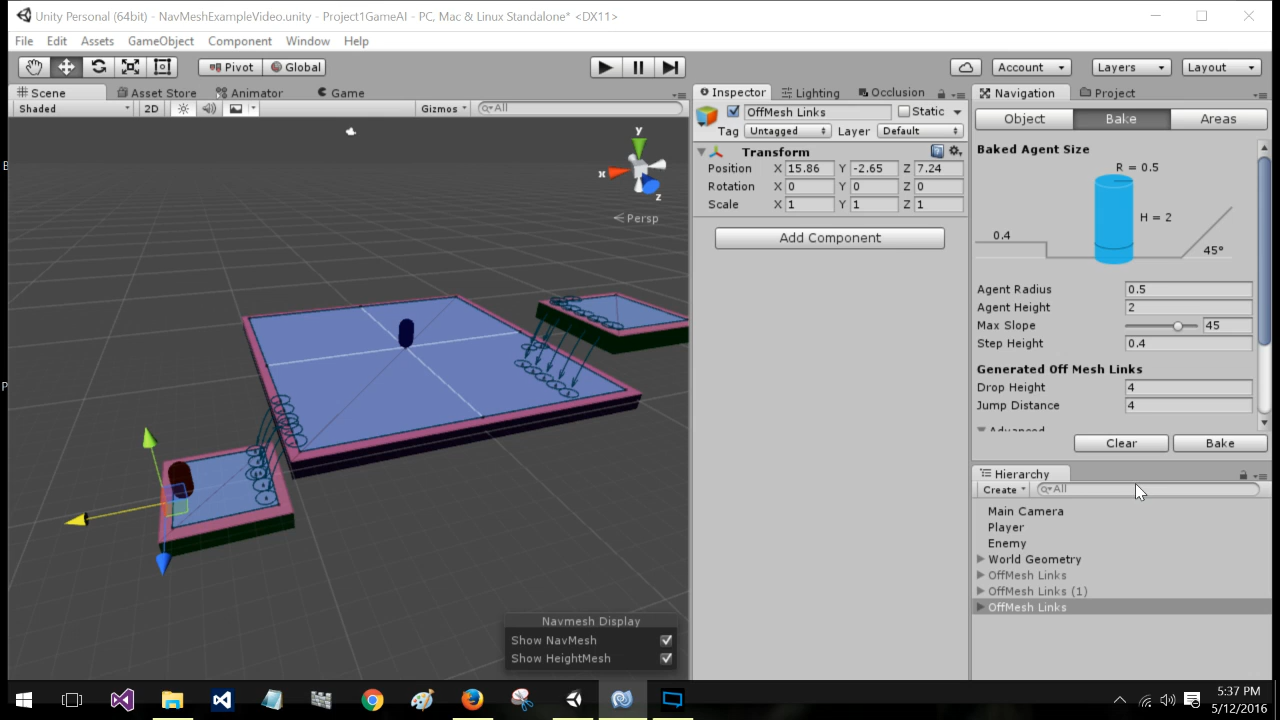 Unity Personal (64bit) - NavMeshExampleVideo.unity - Project1GameAI - PC, Mac & Linux Standalone* <DX11>
File Edit Assets GameObject Component Window Help
Pivot Global Account Layers Layout
Scene Asset Store Animator Game
Shaded 2D Gizmos All
y
x
z
Persp
Navmesh Display
Show NavMesh
Show HeightMesh
Inspector Lighting Occlusion
OffMesh Links Static
Tag Untagged Layer Default
Transform
Position X 15.86 Y -2.65 Z 7.24
Rotation X 0 Y 0 Z 0
Scale X 1 Y 1 Z 1
Add Component
Navigation Project
Object Bake Areas
Baked Agent Size
R = 0.5
H = 2
0.4
45°
Agent Radius 0.5
Agent Height 2
Max Slope 45
Step Height 0.4
Generated Off Mesh Links
Drop Height 4
Jump Distance 4
Advanced
Clear Bake
Hierarchy
Create All
Main Camera
Player
Enemy
World Geometry
OffMesh Links
OffMesh Links (1)
OffMesh Links
5:37 PM
5/12/2016